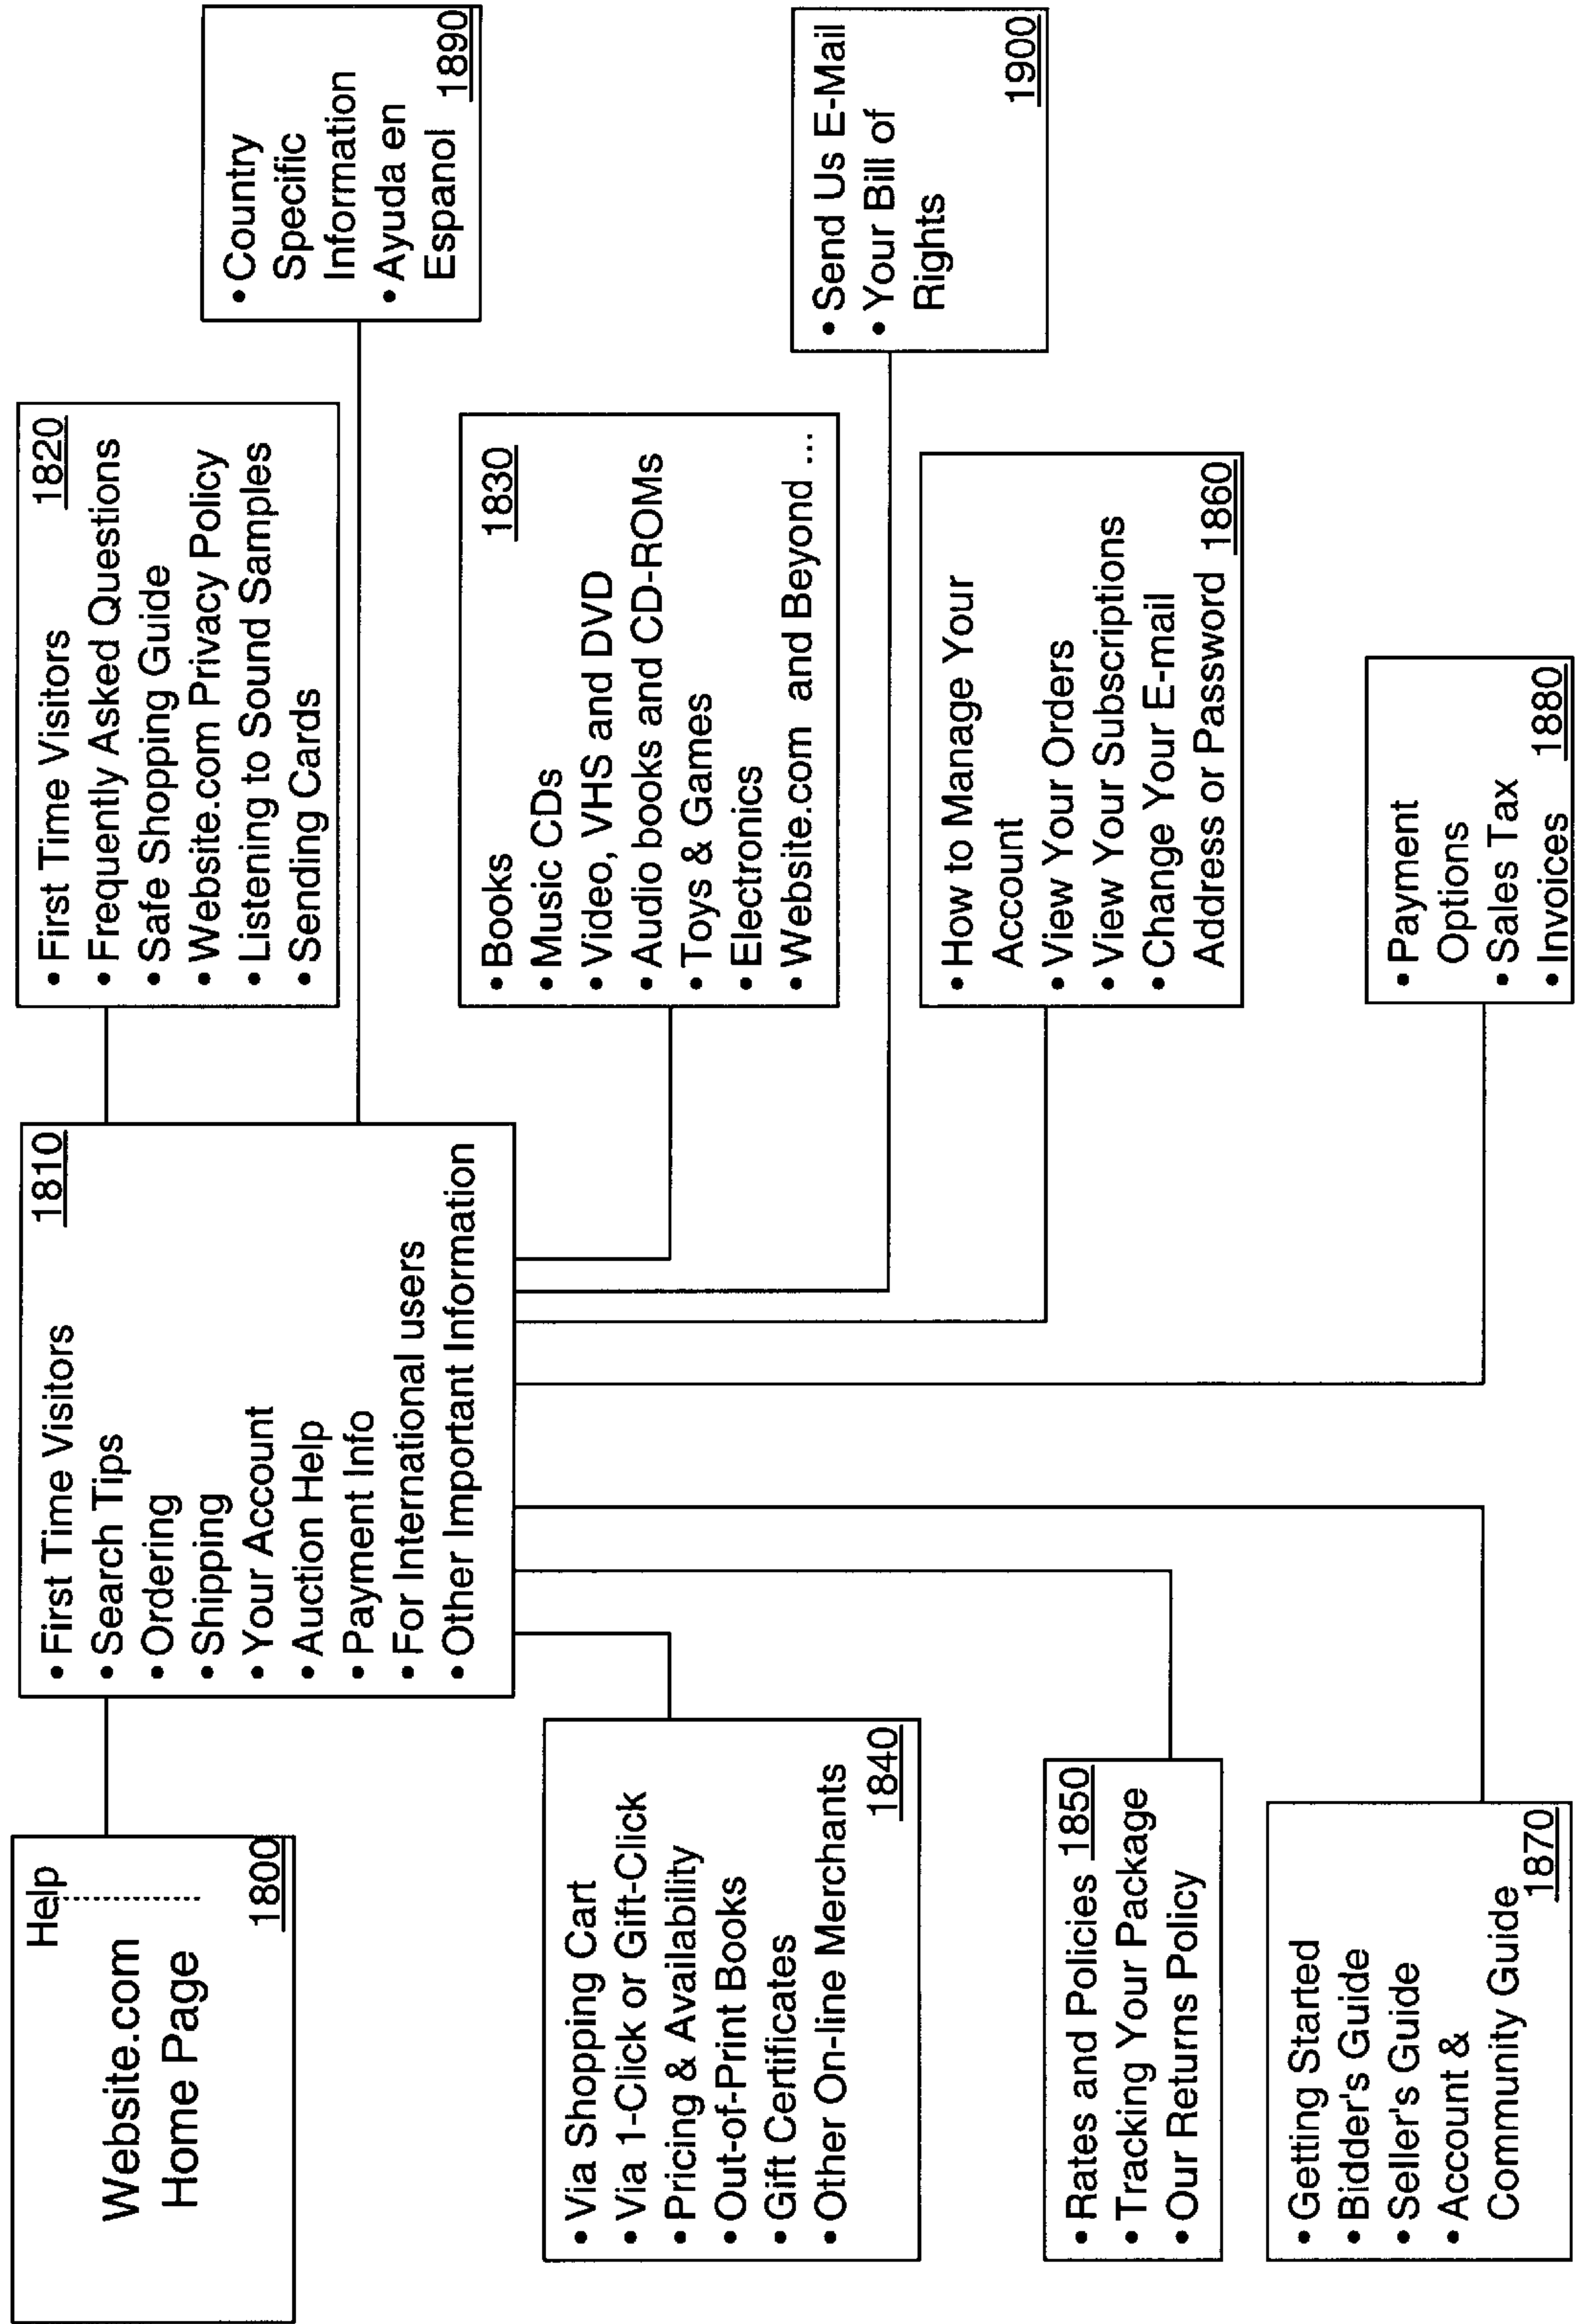 Help
Website.com
Home Page
1800
• First Time Visitors
1810
• Search Tips
• Ordering
• Shipping
• Your Account
• Auction Help
• Payment Info
• For International users
• Other Important Information
• First Time Visitors
1820
• Frequently Asked Questions
• Safe Shopping Guide
• Website.com Privacy Policy
• Listening to Sound Samples
• Sending Cards
• Country
Specific
Information
• Ayuda en
Espanol
1890
• Via Shopping Cart
• Via 1-Click or Gift-Click
• Pricing & Availability
• Out-of-Print Books
• Gift Certificates
• Other On-line Merchants
1840
• Books
1830
• Music CDs
• Video, VHS and DVD
• Audio books and CD-ROMs
• Toys & Games
• Electronics
• Website.com and Beyond ...
• Send Us E-Mail
• Your Bill of
Rights
1900
• Rates and Policies 1850
• Tracking Your Package
• Our Returns Policy
• How to Manage Your
Account
• View Your Orders
• View Your Subscriptions
• Change Your E-mail
Address or Password 1860
• Getting Started
• Bidder's Guide
• Seller's Guide
• Account &
Community Guide
1870
• Payment
Options
• Sales Tax
• Invoices 1880